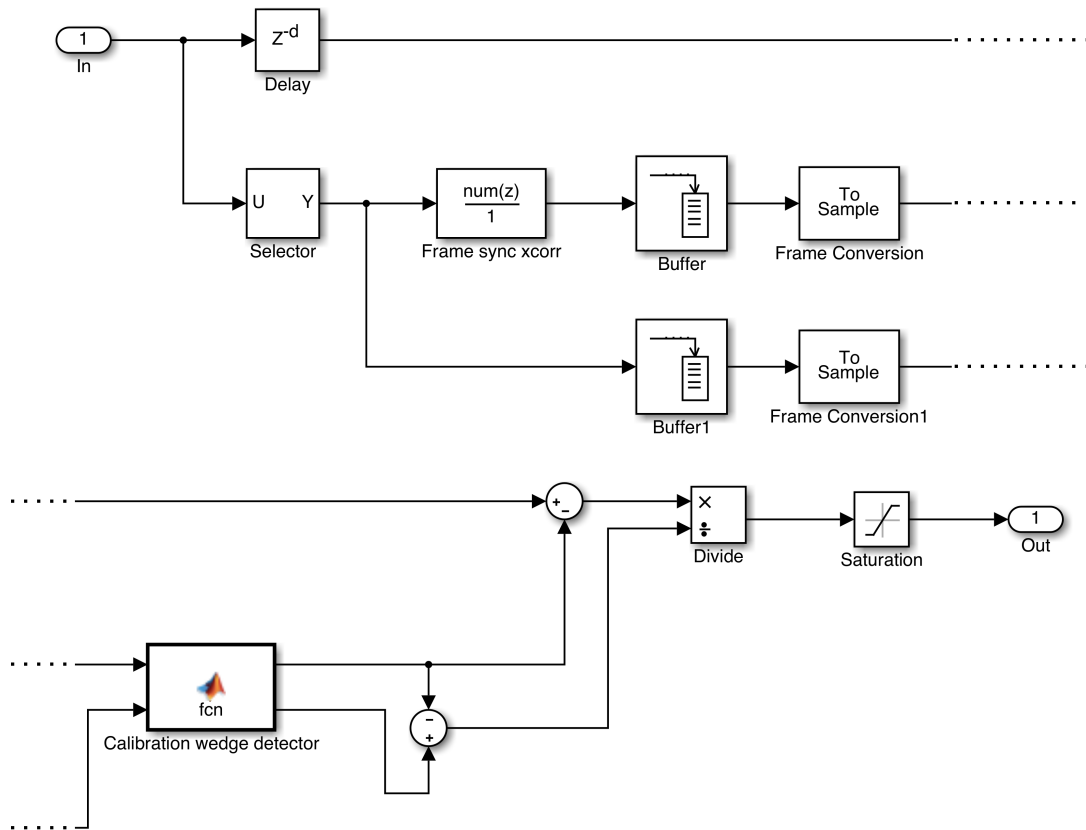 1
In
Z-d
Delay
U Y
Selector
num(z)
1
Frame sync xcorr
Buffer
To
Sample
Frame Conversion
Buffer1
To
Sample
Frame Conversion1
+
−
×
÷
Divide
Saturation
1
Out
fcn
Calibration wedge detector
−
+